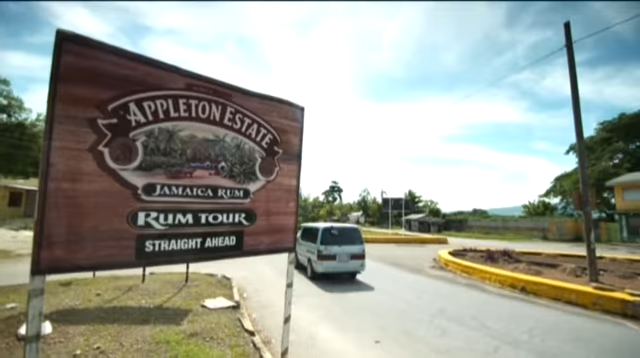 APPLETON ESTATE
JAMAICA RUM
RUM TOUR
STRAIGHT AHEAD